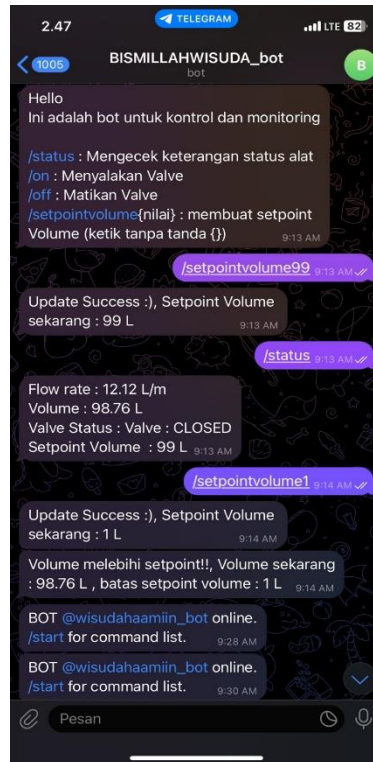 2.47
TELEGRAM
LTE 82
1005
BISMILLAHWISUDA_bot
bot
B
Hello
Ini adalah bot untuk kontrol dan monitoring
/status : Mengecek keterangan status alat
/on : Menyalakan Valve
/off : Matikan Valve
/setpointvolume{nilai} : membuat setpoint
Volume (ketik tanpa tanda {})
9:13 AM
/setpointvolume99 9:13 AM
Update Success :), Setpoint Volume
sekarang : 99 L
9:13 AM
/status 9:13 AM
Flow rate : 12.12 L/m
Volume : 98.76 L
Valve Status : Valve : CLOSED
Setpoint Volume : 99 L 9:13 AM
/setpointvolume1 9:14 AM
Update Success :), Setpoint Volume
sekarang : 1 L
9:14 AM
Volume melebihi setpoint!!, Volume sekarang
: 98.76 L , batas setpoint volume : 1 L 9:14 AM
BOT @wisudahaamiin_bot online.
/start for command list. 9:28 AM
BOT @wisudahaamiin_bot online.
/start for command list. 9:30 AM
Pesan